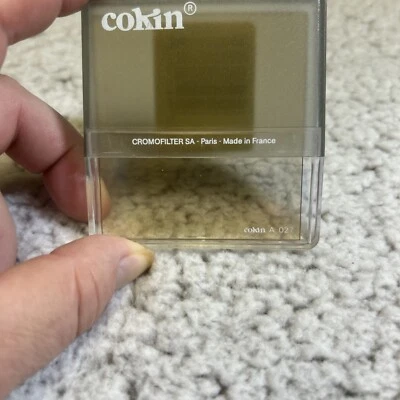 cokin®
CROMOFILTER SA - Paris - Made in France
cokin A 02